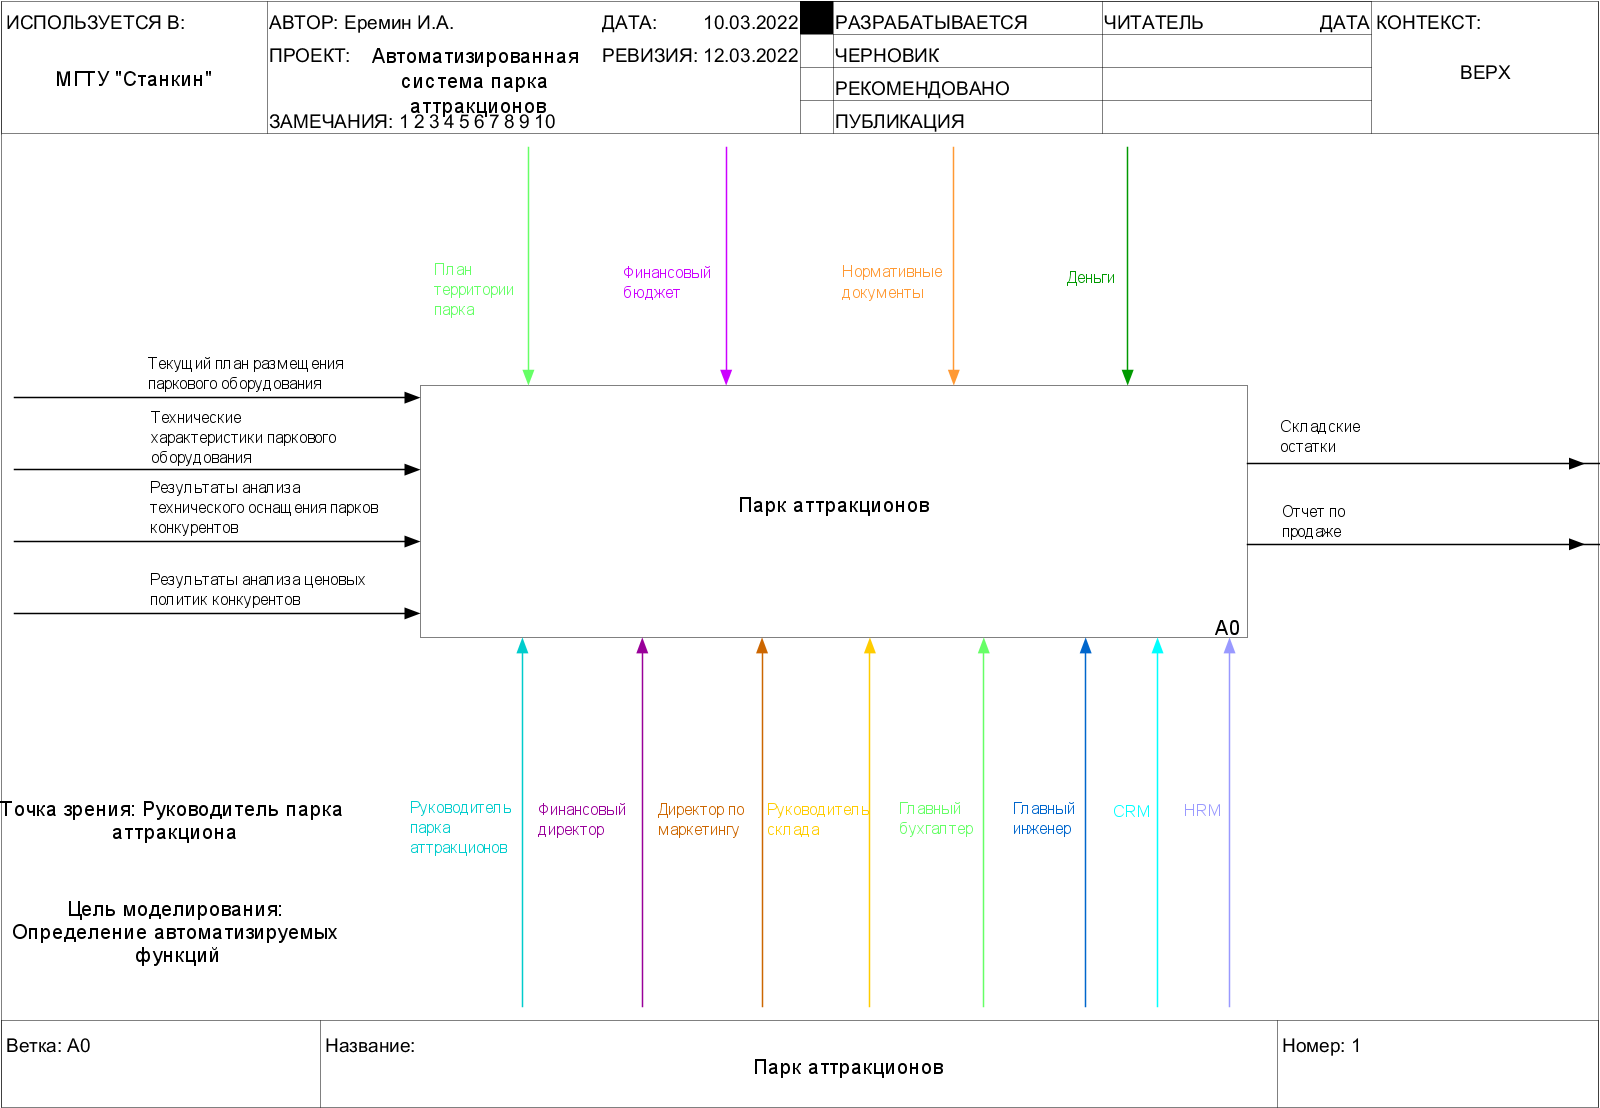 ИСПОЛЬЗУЕТСЯ В:
МГТУ "Станкин"
АВТОР: Еремин И.А.
ДАТА: 10.03.2022
ПРОЕКТ: Автоматизированная
система парка
аттракционов
РЕВИЗИЯ: 12.03.2022
ЗАМЕЧАНИЯ: 1 2 3 4 5 6 7 8 9 10
РАЗРАБАТЫВАЕТСЯ
ЧЕРНОВИК
РЕКОМЕНДОВАНО
ПУБЛИКАЦИЯ
ЧИТАТЕЛЬ
ДАТА
КОНТЕКСТ:
ВЕРХ
План
территории
парка
Финансовый
бюджет
Нормативные
документы
Деньги
Текущий план размещения
паркового оборудования
Технические
характеристики паркового
оборудования
Результаты анализа
технического оснащения парков
конкурентов
Результаты анализа ценовых
политик конкурентов
Парк аттракционов
A0
Складские
остатки
Отчет по
продаже
Точка зрения: Руководитель парка
аттракциона
Цель моделирования:
Определение автоматизируемых
функций
Руководитель
парка
аттракционов
Финансовый
директор
Директор по
маркетингу
Руководитель
склада
Главный
бухгалтер
Главный
инженер
CRM
HRM
Ветка: A0
Название:
Парк аттракционов
Номер: 1